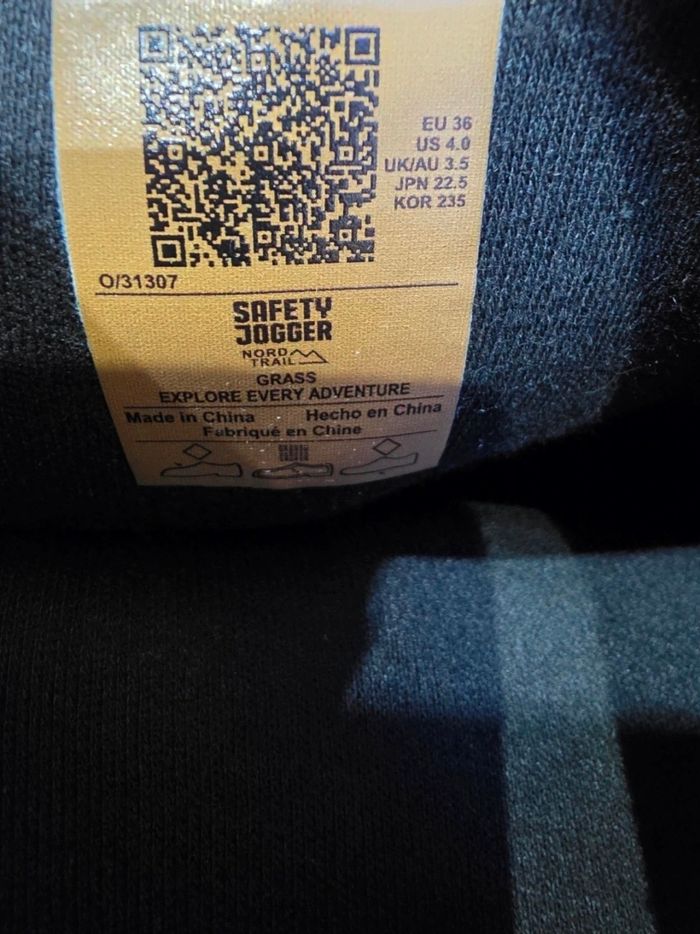 EU 36
US 4.0
UK/AU 3.5
JPN 22.5
KOR 235
O/31307
SAFETY
JOGGER
NORD
TRAIL
GRASS
EXPLORE EVERY ADVENTURE
Made in China Hecho en China
Fabriqué en Chine